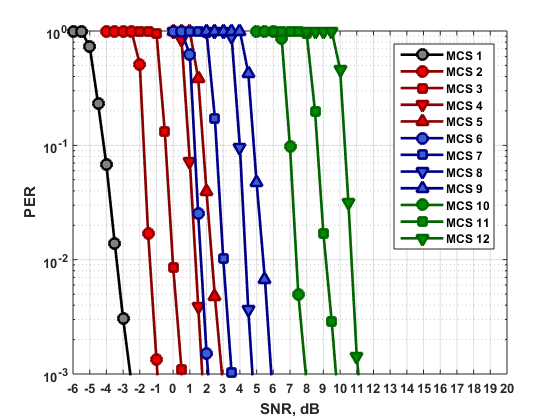 10^0
10^-1
10^-2
10^-3
PER
MCS 1
MCS 2
MCS 3
MCS 4
MCS 5
MCS 6
MCS 7
MCS 8
MCS 9
MCS 10
MCS 11
MCS 12
-6 -5 -4 -3 -2 -1 0 1 2 3 4 5 6 7 8 9 10 11 12 13 14 15 16 17 18 19 20
SNR, dB